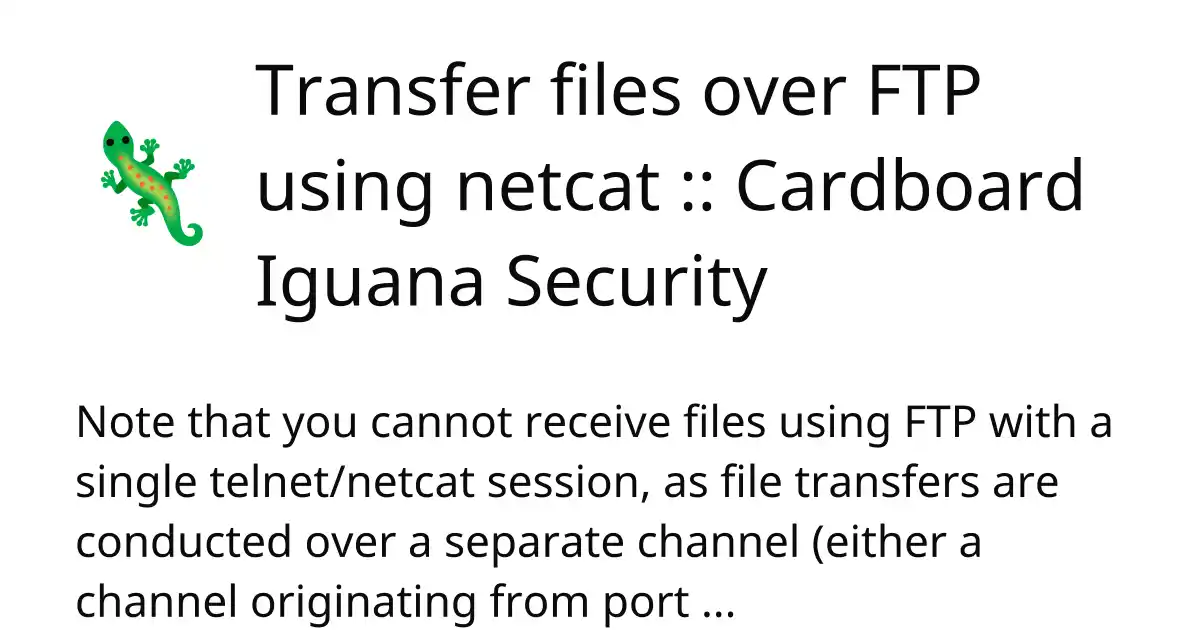 Transfer files over FTP
using netcat :: Cardboard
Iguana Security
Note that you cannot receive files using FTP with a
single telnet/netcat session, as file transfers are
conducted over a separate channel (either a
channel originating from port ...